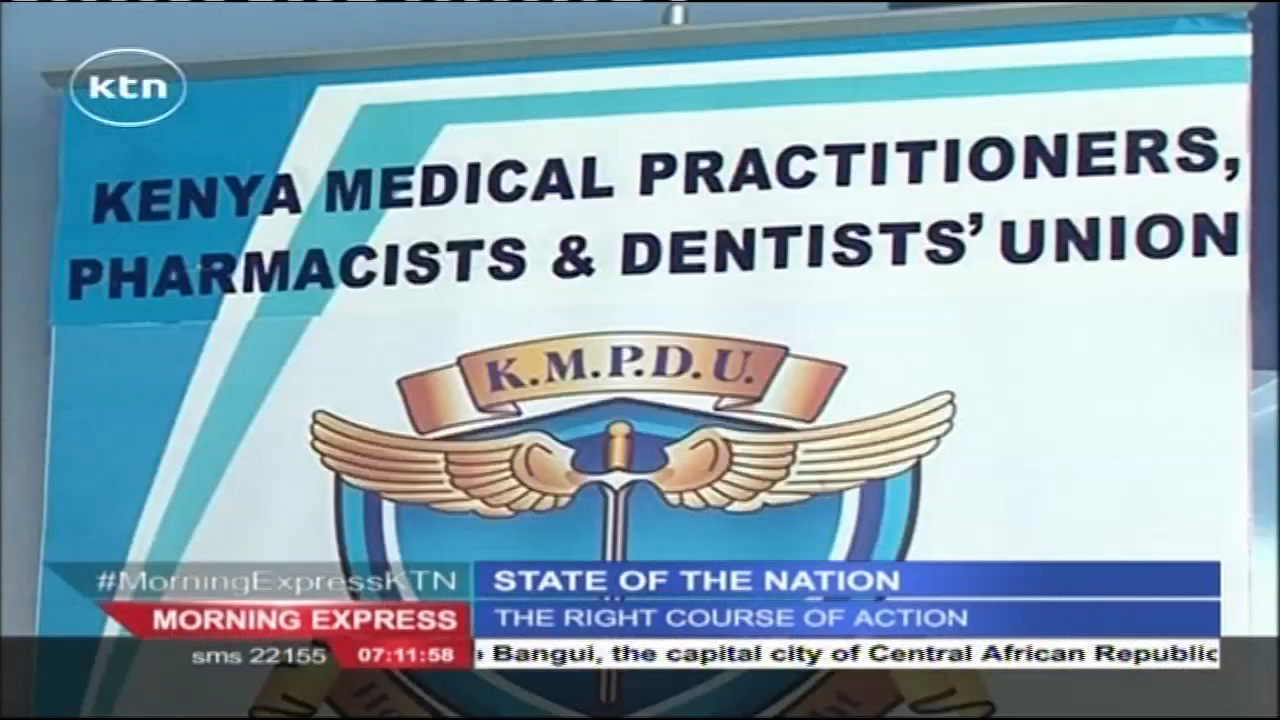 ktn
KENYA MEDICAL PRACTITIONERS,
PHARMACISTS & DENTISTS' UNION
K.M.P.D.U.
#MorningExpressKTN
STATE OF THE NATION
MORNING EXPRESS
THE RIGHT COURSE OF ACTION
sms 22155
07:11:58
Bangui, the capital city of Central African Republic